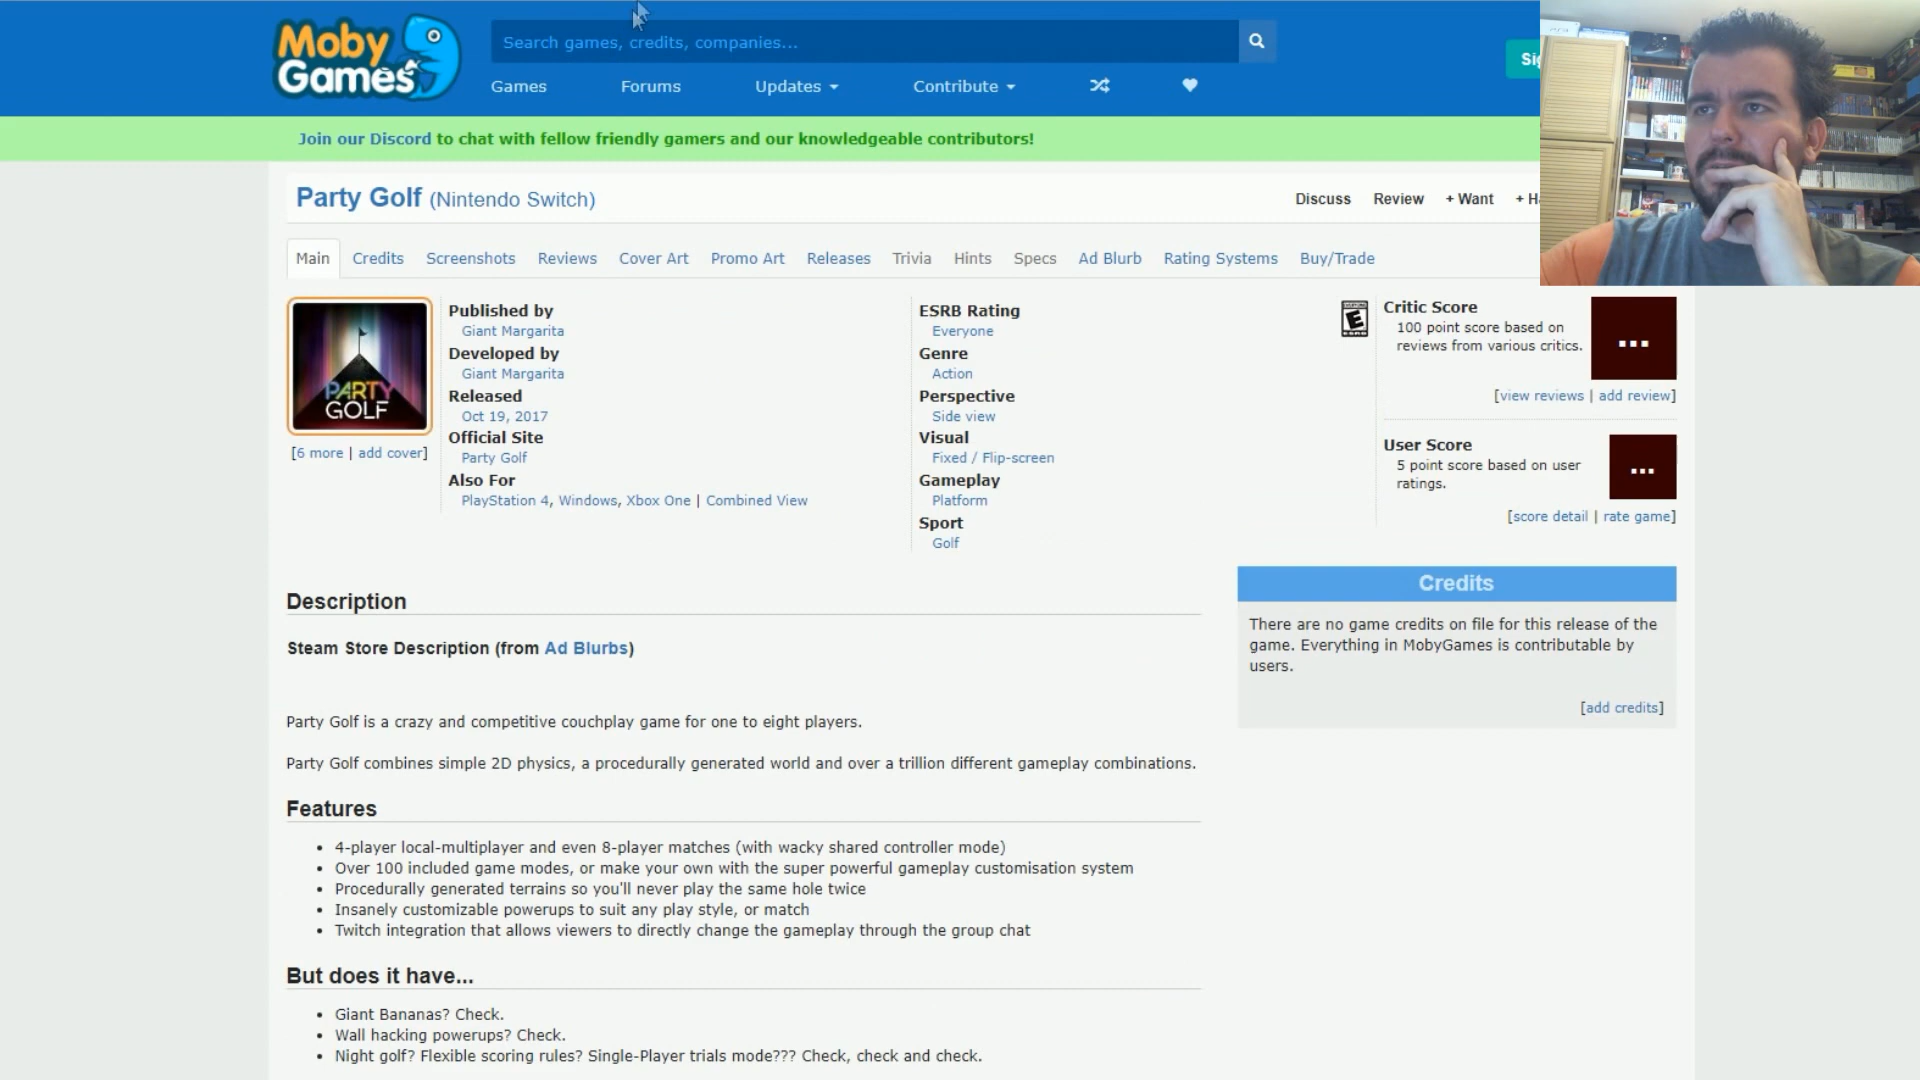 Moby
Games
Search games, credits, companies...
Games
Forums
Updates
Contribute
Join our Discord to chat with fellow friendly gamers and our knowledgeable contributors!
Party Golf (Nintendo Switch)
Discuss
Review
+ Want
Main
Credits
Screenshots
Reviews
Cover Art
Promo Art
Releases
Trivia
Hints
Specs
Ad Blurb
Rating Systems
Buy/Trade
PARTY
GOLF
[6 more | add cover]
Published by
Giant Margarita
Developed by
Giant Margarita
Released
Oct 19, 2017
Official Site
Party Golf
Also For
PlayStation 4, Windows, Xbox One | Combined View
ESRB Rating
Everyone
Genre
Action
Perspective
Side view
Visual
Fixed / Flip-screen
Gameplay
Platform
Sport
Golf
E
Critic Score
100 point score based on
reviews from various critics.
...
[view reviews | add review]
User Score
5 point score based on user
ratings.
...
[score detail | rate game]
Description
Steam Store Description (from Ad Blurbs)
Party Golf is a crazy and competitive couchplay game for one to eight players.
Party Golf combines simple 2D physics, a procedurally generated world and over a trillion different gameplay combinations.
Features
• 4-player local-multiplayer and even 8-player matches (with wacky shared controller mode)
• Over 100 included game modes, or make your own with the super powerful gameplay customisation system
• Procedurally generated terrains so you'll never play the same hole twice
• Insanely customizable powerups to suit any play style, or match
• Twitch integration that allows viewers to directly change the gameplay through the group chat
But does it have...
• Giant Bananas? Check.
• Wall hacking powerups? Check.
• Night golf? Flexible scoring rules? Single-Player trials mode??? Check, check and check.
Credits
There are no game credits on file for this release of the
game. Everything in MobyGames is contributable by
users.
[add credits]